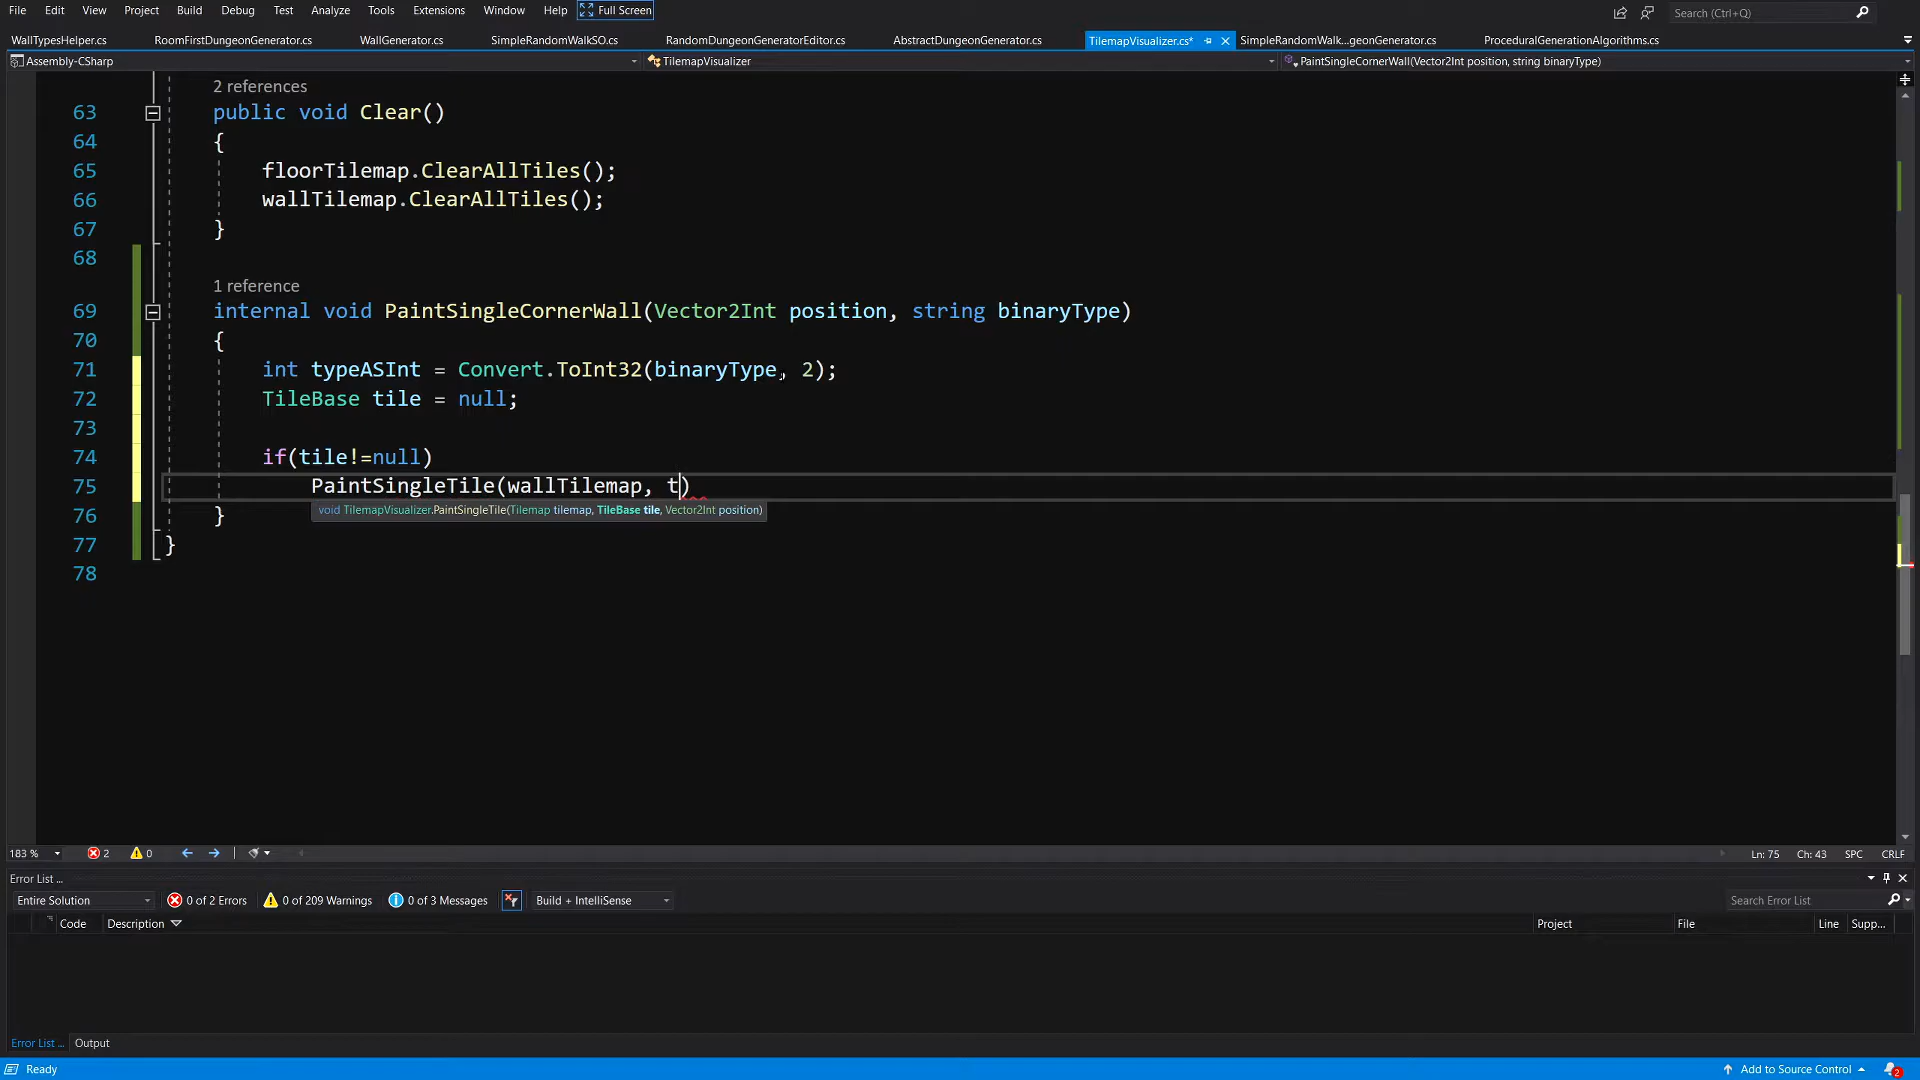 File Edit View Project Build Debug Test Analyze Tools Extensions Window Help Full Screen Search (Ctrl+Q)
WallTypesHelper.cs RoomFirstDungeonGenerator.cs WallGenerator.cs SimpleRandomWalkSO.cs RandomDungeonGeneratorEditor.cs AbstractDungeonGenerator.cs TilemapVisualizer.cs* SimpleRandomWalk...geonGenerator.cs ProceduralGenerationAlgorithms.cs
Assembly-CSharp TilemapVisualizer PaintSingleCornerWall(Vector2Int position, string binaryType)
2 references
63 public void Clear()
64 {
65 floorTilemap.ClearAllTiles();
66 wallTilemap.ClearAllTiles();
67 }
68
1 reference
69 internal void PaintSingleCornerWall(Vector2Int position, string binaryType)
70 {
71 int typeASInt = Convert.ToInt32(binaryType, 2);
72 TileBase tile = null;
73
74 if(tile!=null)
75 PaintSingleTile(wallTilemap, t)
void TilemapVisualizer.PaintSingleTile(Tilemap tilemap, TileBase tile, Vector2Int position)
76 }
77 }
78
183 % 2 0 Ln: 75 Ch: 43 SPC CRLF
Error List ...
Entire Solution 0 of 2 Errors 0 of 209 Warnings 0 of 3 Messages Build + IntelliSense Search Error List
Code Description Project File Line Supp...
Error List ... Output
Ready Add to Source Control 2